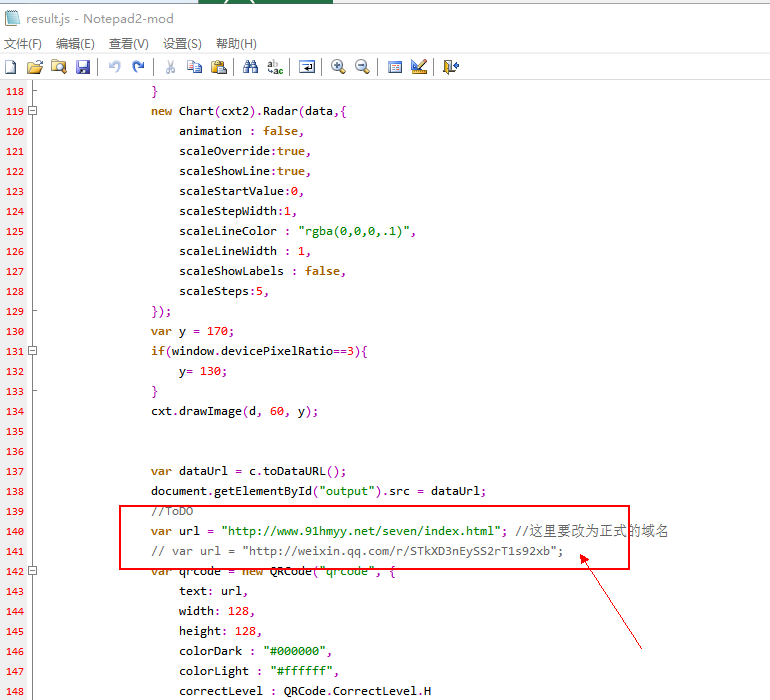 result.js - Notepad2-mod
文件(F) 编辑(E) 查看(V) 设置(S) 帮助(H)
118 }
119 new Chart(cxt2).Radar(data,{
120 animation : false,
121 scaleOverride:true,
122 scaleShowLine:true,
123 scaleStartValue:0,
124 scaleStepWidth:1,
125 scaleLineColor : "rgba(0,0,0,.1)",
126 scaleLineWidth : 1,
127 scaleShowLabels : false,
128 scaleSteps:5,
129 });
130 var y = 170;
131 if(window.devicePixelRatio==3){
132 y= 130;
133 }
134 cxt.drawImage(d, 60, y);
135
136
137 var dataUrl = c.toDataURL();
138 document.getElementById("output").src = dataUrl;
139 //ToDO
140 var url = "http://www.91hmyy.net/seven/index.html"; //这里要改为正式的域名
141 // var url = "http://weixin.qq.com/r/STkXD3nEySS2rT1s92xb";
142 var qrcode = new QRCode("qrcode", {
143 text: url,
144 width: 128,
145 height: 128,
146 colorDark : "#000000",
147 colorLight : "#ffffff",
148 correctLevel : QRCode.CorrectLevel.H